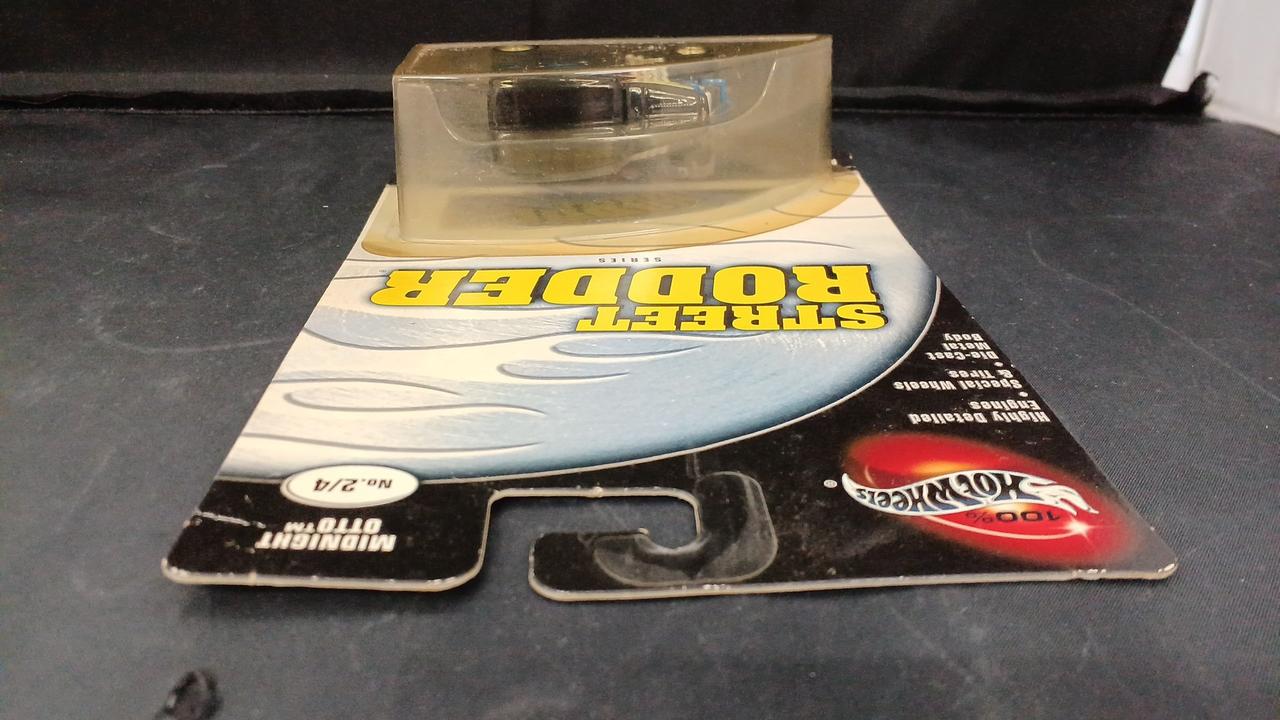 100%
Hot Wheels®
MIDNIGHT
OTTO™
No.2/4
Highly Detailed
Engines
•
Special Wheels
& Tires
•
Die-Cast
Metal
Body
STREET
RODDER
SERIES